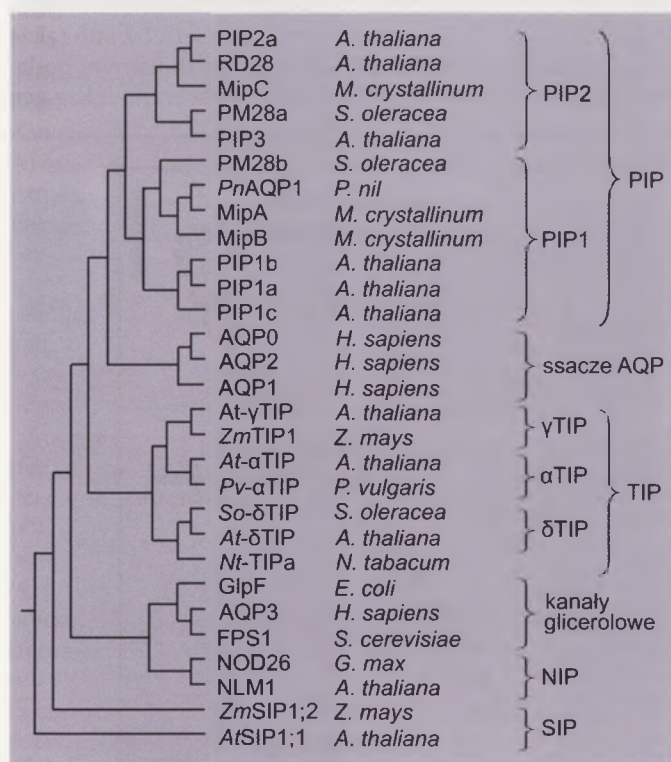 PIP2a A. thaliana
RD28 A. thaliana
MipC M. crystallinum
PM28a S. oleracea
PIP3 A. thaliana
PIP2
PM28b S. oleracea
PnAQP1 P. nil
MipA M. crystallinum
MipB M. crystallinum
PIP1b A. thaliana
PIP1a A. thaliana
PIP1c A. thaliana
PIP1
PIP
AQP0 H. sapiens
AQP2 H. sapiens
AQP1 H. sapiens
ssacze AQP
At-γTIP A. thaliana
ZmTIP1 Z. mays
γTIP
At-αTIP A. thaliana
Pv-αTIP P. vulgaris
αTIP
So-δTIP S. oleracea
At-δTIP A. thaliana
Nt-TIPa N. tabacum
δTIP
TIP
GlpF E. coli
AQP3 H. sapiens
FPS1 S. cerevisiae
kanały
glicerolowe
NOD26 G. max
NLM1 A. thaliana
NIP
ZmSIP1;2 Z. mays
AtSIP1;1 A. thaliana
SIP